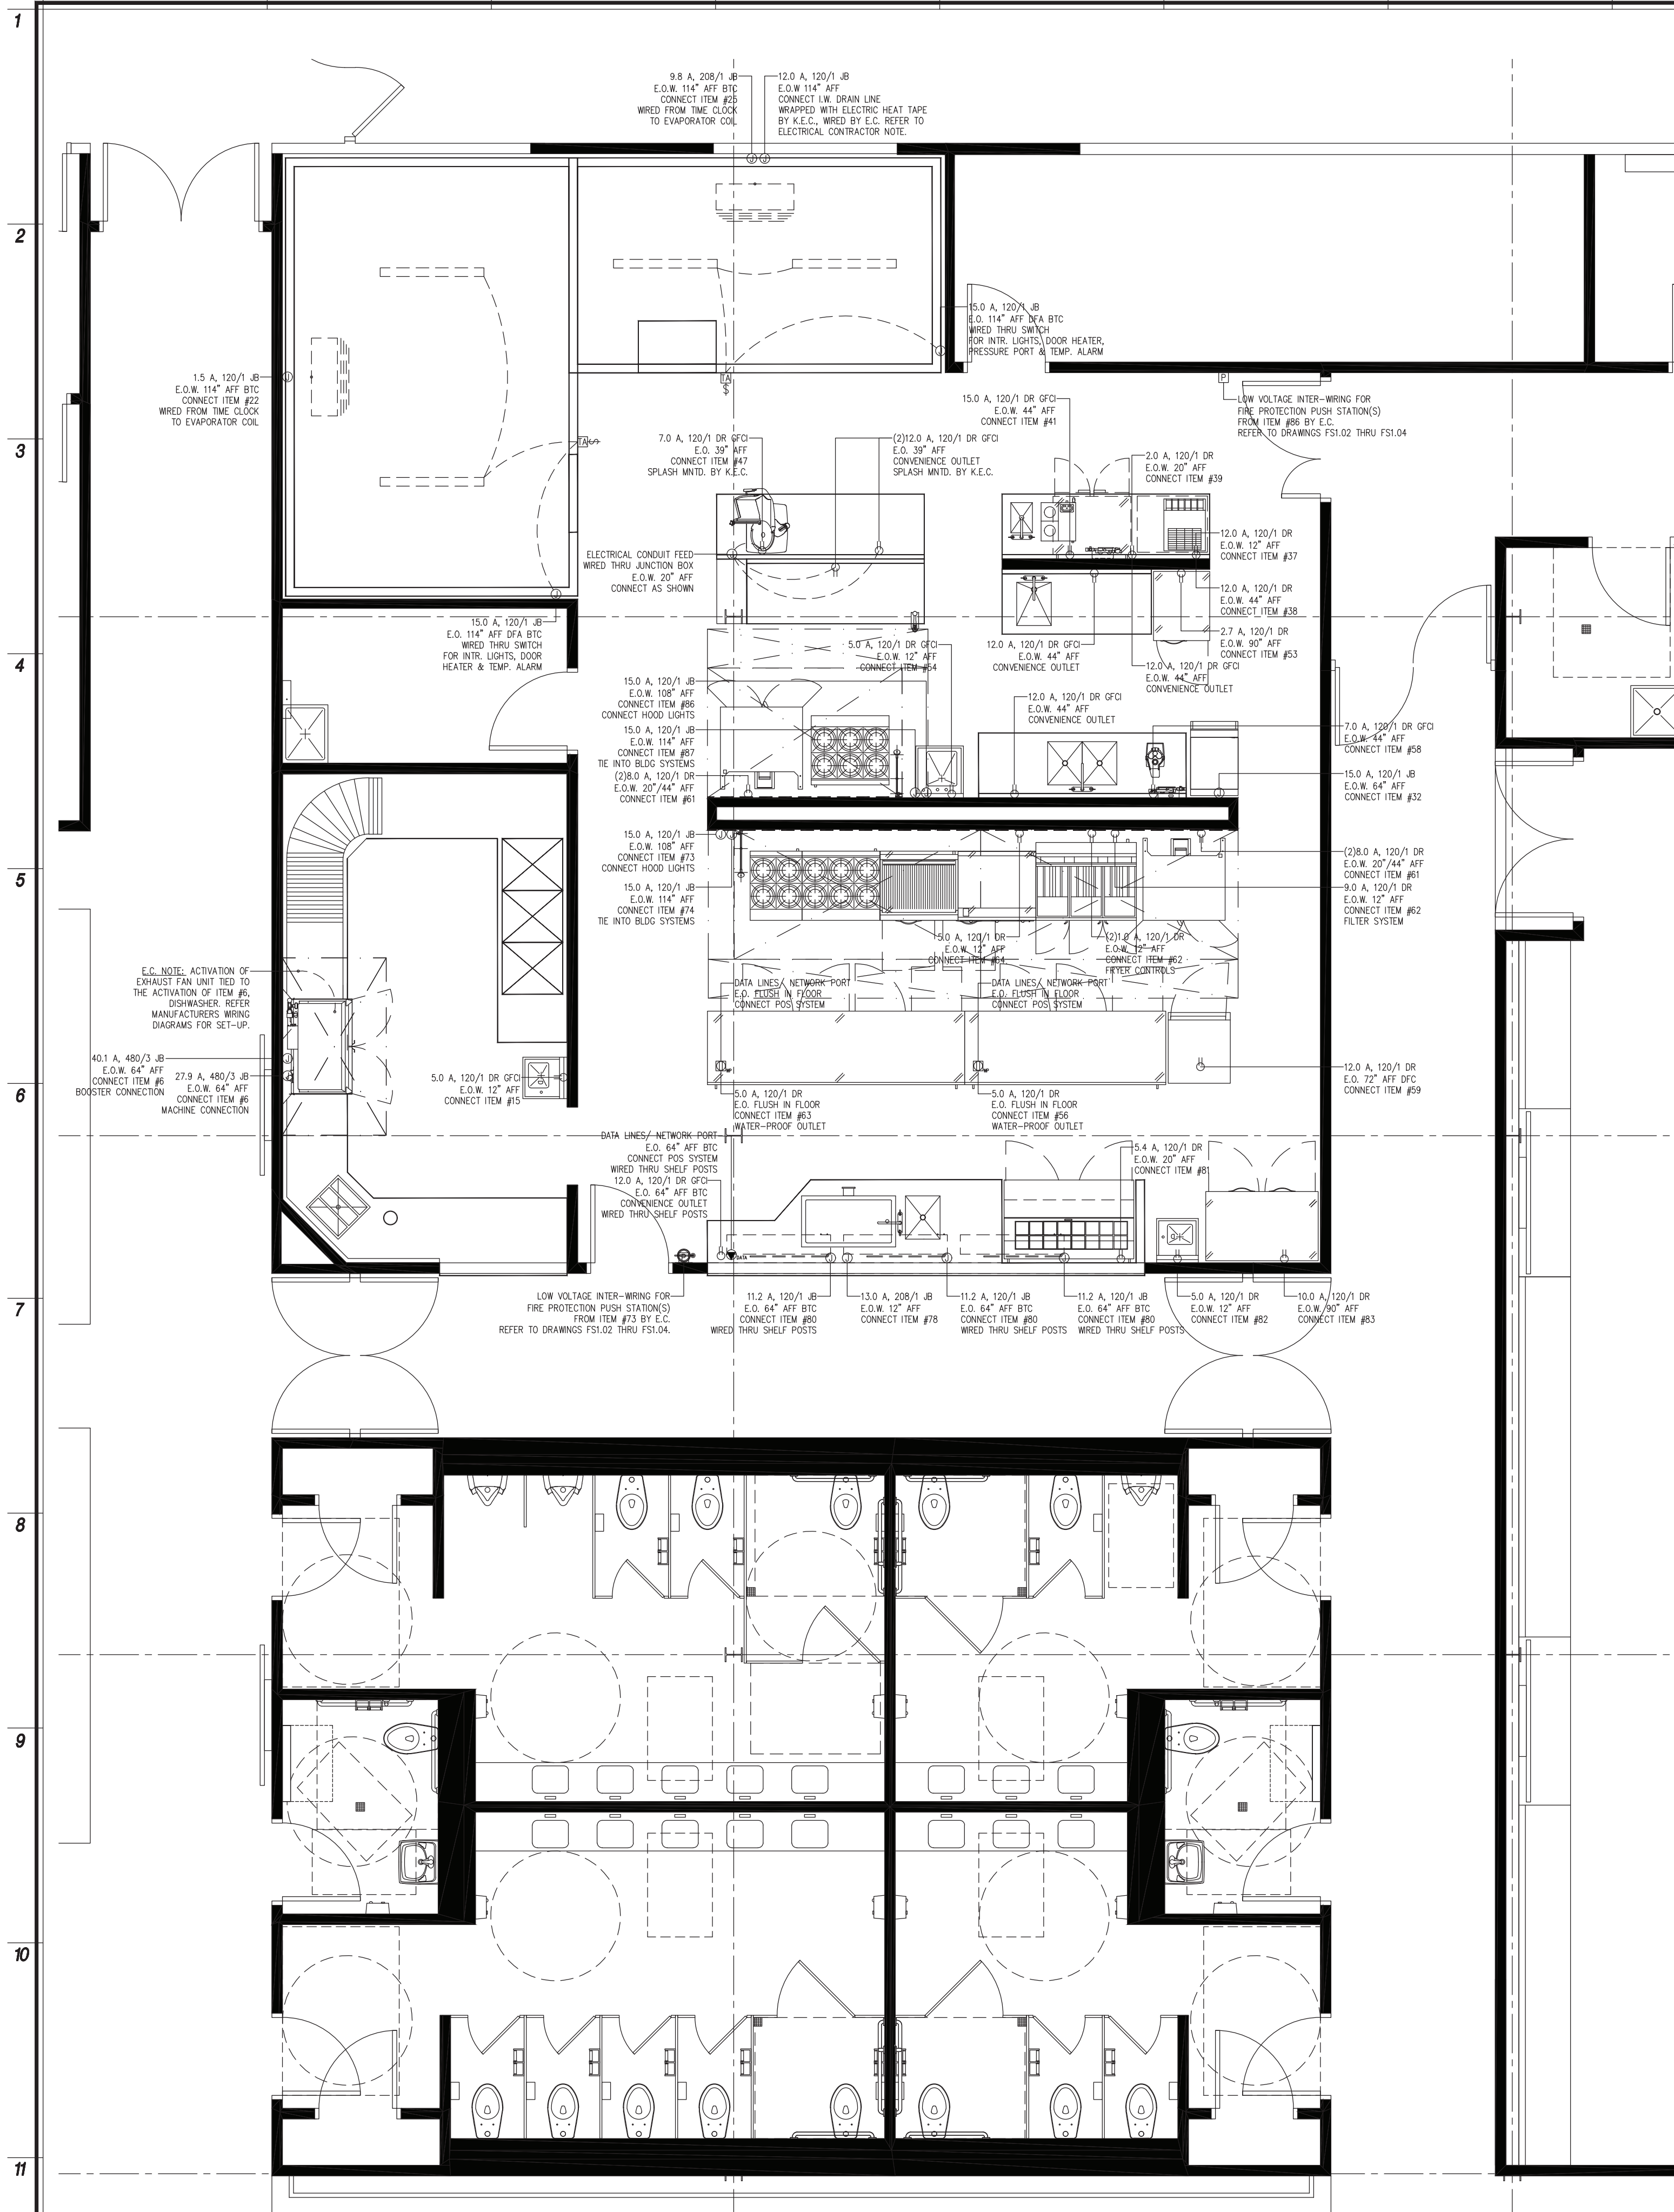 1
9.8 A, 208/1 JB
E.O.W. 114" AFF BTC
CONNECT ITEM #25
WIRED FROM TIME CLOCK
TO EVAPORATOR COIL
12.0 A, 120/1 JB
E.O.W 114" AFF
CONNECT I.W. DRAIN LINE
WRAPPED WITH ELECTRIC HEAT TAPE
BY K.E.C., WIRED BY E.C. REFER TO
ELECTRICAL CONTRACTOR NOTE.
2
15.0 A, 120/1 JB
E.O. 114" AFF DFA BTC
WIRED THRU SWITCH
FOR INTR. LIGHTS, DOOR HEATER,
PRESSURE PORT & TEMP. ALARM
J
J
J
J
1.5 A, 120/1 JB
E.O.W. 114" AFF BTC
CONNECT ITEM #22
WIRED FROM TIME CLOCK
TO EVAPORATOR COIL
TA
$
P
LOW VOLTAGE INTER-WIRING FOR
FIRE PROTECTION PUSH STATION(S)
FROM ITEM #86 BY E.C.
REFER TO DRAWINGS FS1.02 THRU FS1.04
15.0 A, 120/1 DR GFCI
E.O.W. 44" AFF
CONNECT ITEM #41
3
TA
$
7.0 A, 120/1 DR GFCI
E.O. 39" AFF
CONNECT ITEM #47
SPLASH MNTD. BY K.E.C.
(2)12.0 A, 120/1 DR GFCI
E.O. 39" AFF
CONVENIENCE OUTLET
SPLASH MNTD. BY K.E.C.
2.0 A, 120/1 DR
E.O.W. 20" AFF
CONNECT ITEM #39
12.0 A, 120/1 DR
E.O.W. 12" AFF
CONNECT ITEM #37
ELECTRICAL CONDUIT FEED
WIRED THRU JUNCTION BOX
E.O.W. 20" AFF
CONNECT AS SHOWN
12.0 A, 120/1 DR
E.O.W. 44" AFF
CONNECT ITEM #38
15.0 A, 120/1 JB
E.O. 114" AFF DFA BTC
WIRED THRU SWITCH
FOR INTR. LIGHTS, DOOR
HEATER & TEMP. ALARM
2.7 A, 120/1 DR
E.O.W. 90" AFF
CONNECT ITEM #53
4
5.0 A, 120/1 DR GFCI
E.O.W. 12" AFF
CONNECT ITEM #54
12.0 A, 120/1 DR GFCI
E.O.W. 44" AFF
CONVENIENCE OUTLET
12.0 A, 120/1 DR GFCI
E.O.W. 44" AFF
CONVENIENCE OUTLET
15.0 A, 120/1 JB
E.O.W. 108" AFF
CONNECT ITEM #86
CONNECT HOOD LIGHTS
12.0 A, 120/1 DR GFCI
E.O.W. 44" AFF
CONVENIENCE OUTLET
15.0 A, 120/1 JB
E.O.W. 114" AFF
CONNECT ITEM #87
TIE INTO BLDG SYSTEMS
7.0 A, 120/1 DR GFCI
E.O.W. 44" AFF
CONNECT ITEM #58
(2)8.0 A, 120/1 DR
E.O.W. 20"/44" AFF
CONNECT ITEM #61
15.0 A, 120/1 JB
E.O.W. 64" AFF
CONNECT ITEM #32
15.0 A, 120/1 JB
E.O.W. 108" AFF
CONNECT ITEM #73
CONNECT HOOD LIGHTS
(2)8.0 A, 120/1 DR
E.O.W. 20"/44" AFF
CONNECT ITEM #61
5
15.0 A, 120/1 JB
E.O.W. 114" AFF
CONNECT ITEM #74
TIE INTO BLDG SYSTEMS
9.0 A, 120/1 DR
E.O.W. 12" AFF
CONNECT ITEM #62
FILTER SYSTEM
5.0 A, 120/1 DR
E.O.W. 12" AFF
CONNECT ITEM #64
(2)1.0 A, 120/1 DR
E.O.W. 12" AFF
CONNECT ITEM #62
FRYER CONTROLS
E.C. NOTE: ACTIVATION OF
EXHAUST FAN UNIT TIED TO
THE ACTIVATION OF ITEM #6,
DISHWASHER. REFER
MANUFACTURERS WIRING
DIAGRAMS FOR SET-UP.
DATA LINES/ NETWORK PORT
E.O. FLUSH IN FLOOR
CONNECT POS SYSTEM
DATA LINES/ NETWORK PORT
E.O. FLUSH IN FLOOR
CONNECT POS SYSTEM
40.1 A, 480/3 JB
E.O.W. 64" AFF
CONNECT ITEM #6
BOOSTER CONNECTION
27.9 A, 480/3 JB
E.O.W. 64" AFF
CONNECT ITEM #6
MACHINE CONNECTION
5.0 A, 120/1 DR GFCI
E.O.W. 12" AFF
CONNECT ITEM #15
12.0 A, 120/1 DR
E.O. 72" AFF DFC
CONNECT ITEM #59
6
5.0 A, 120/1 DR
E.O. FLUSH IN FLOOR
CONNECT ITEM #63
WATER-PROOF OUTLET
5.0 A, 120/1 DR
E.O. FLUSH IN FLOOR
CONNECT ITEM #56
WATER-PROOF OUTLET
DATA LINES/ NETWORK PORT
E.O. 64" AFF BTC
CONNECT POS SYSTEM
WIRED THRU SHELF POSTS
12.0 A, 120/1 DR GFCI
E.O. 64" AFF BTC
CONVENIENCE OUTLET
WIRED THRU SHELF POSTS
5.4 A, 120/1 DR
E.O.W. 20" AFF
CONNECT ITEM #81
DATA
7
LOW VOLTAGE INTER-WIRING FOR
FIRE PROTECTION PUSH STATION(S)
FROM ITEM #73 BY E.C.
REFER TO DRAWINGS FS1.02 THRU FS1.04.
11.2 A, 120/1 JB
E.O. 64" AFF BTC
CONNECT ITEM #80
WIRED THRU SHELF POSTS
13.0 A, 208/1 JB
E.O.W. 12" AFF
CONNECT ITEM #78
11.2 A, 120/1 JB
E.O. 64" AFF BTC
CONNECT ITEM #80
WIRED THRU SHELF POSTS
11.2 A, 120/1 JB
E.O. 64" AFF BTC
CONNECT ITEM #80
WIRED THRU SHELF POSTS
5.0 A, 120/1 DR
E.O.W. 12" AFF
CONNECT ITEM #82
10.0 A, 120/1 DR
E.O.W. 90" AFF
CONNECT ITEM #83
8
9
10
11